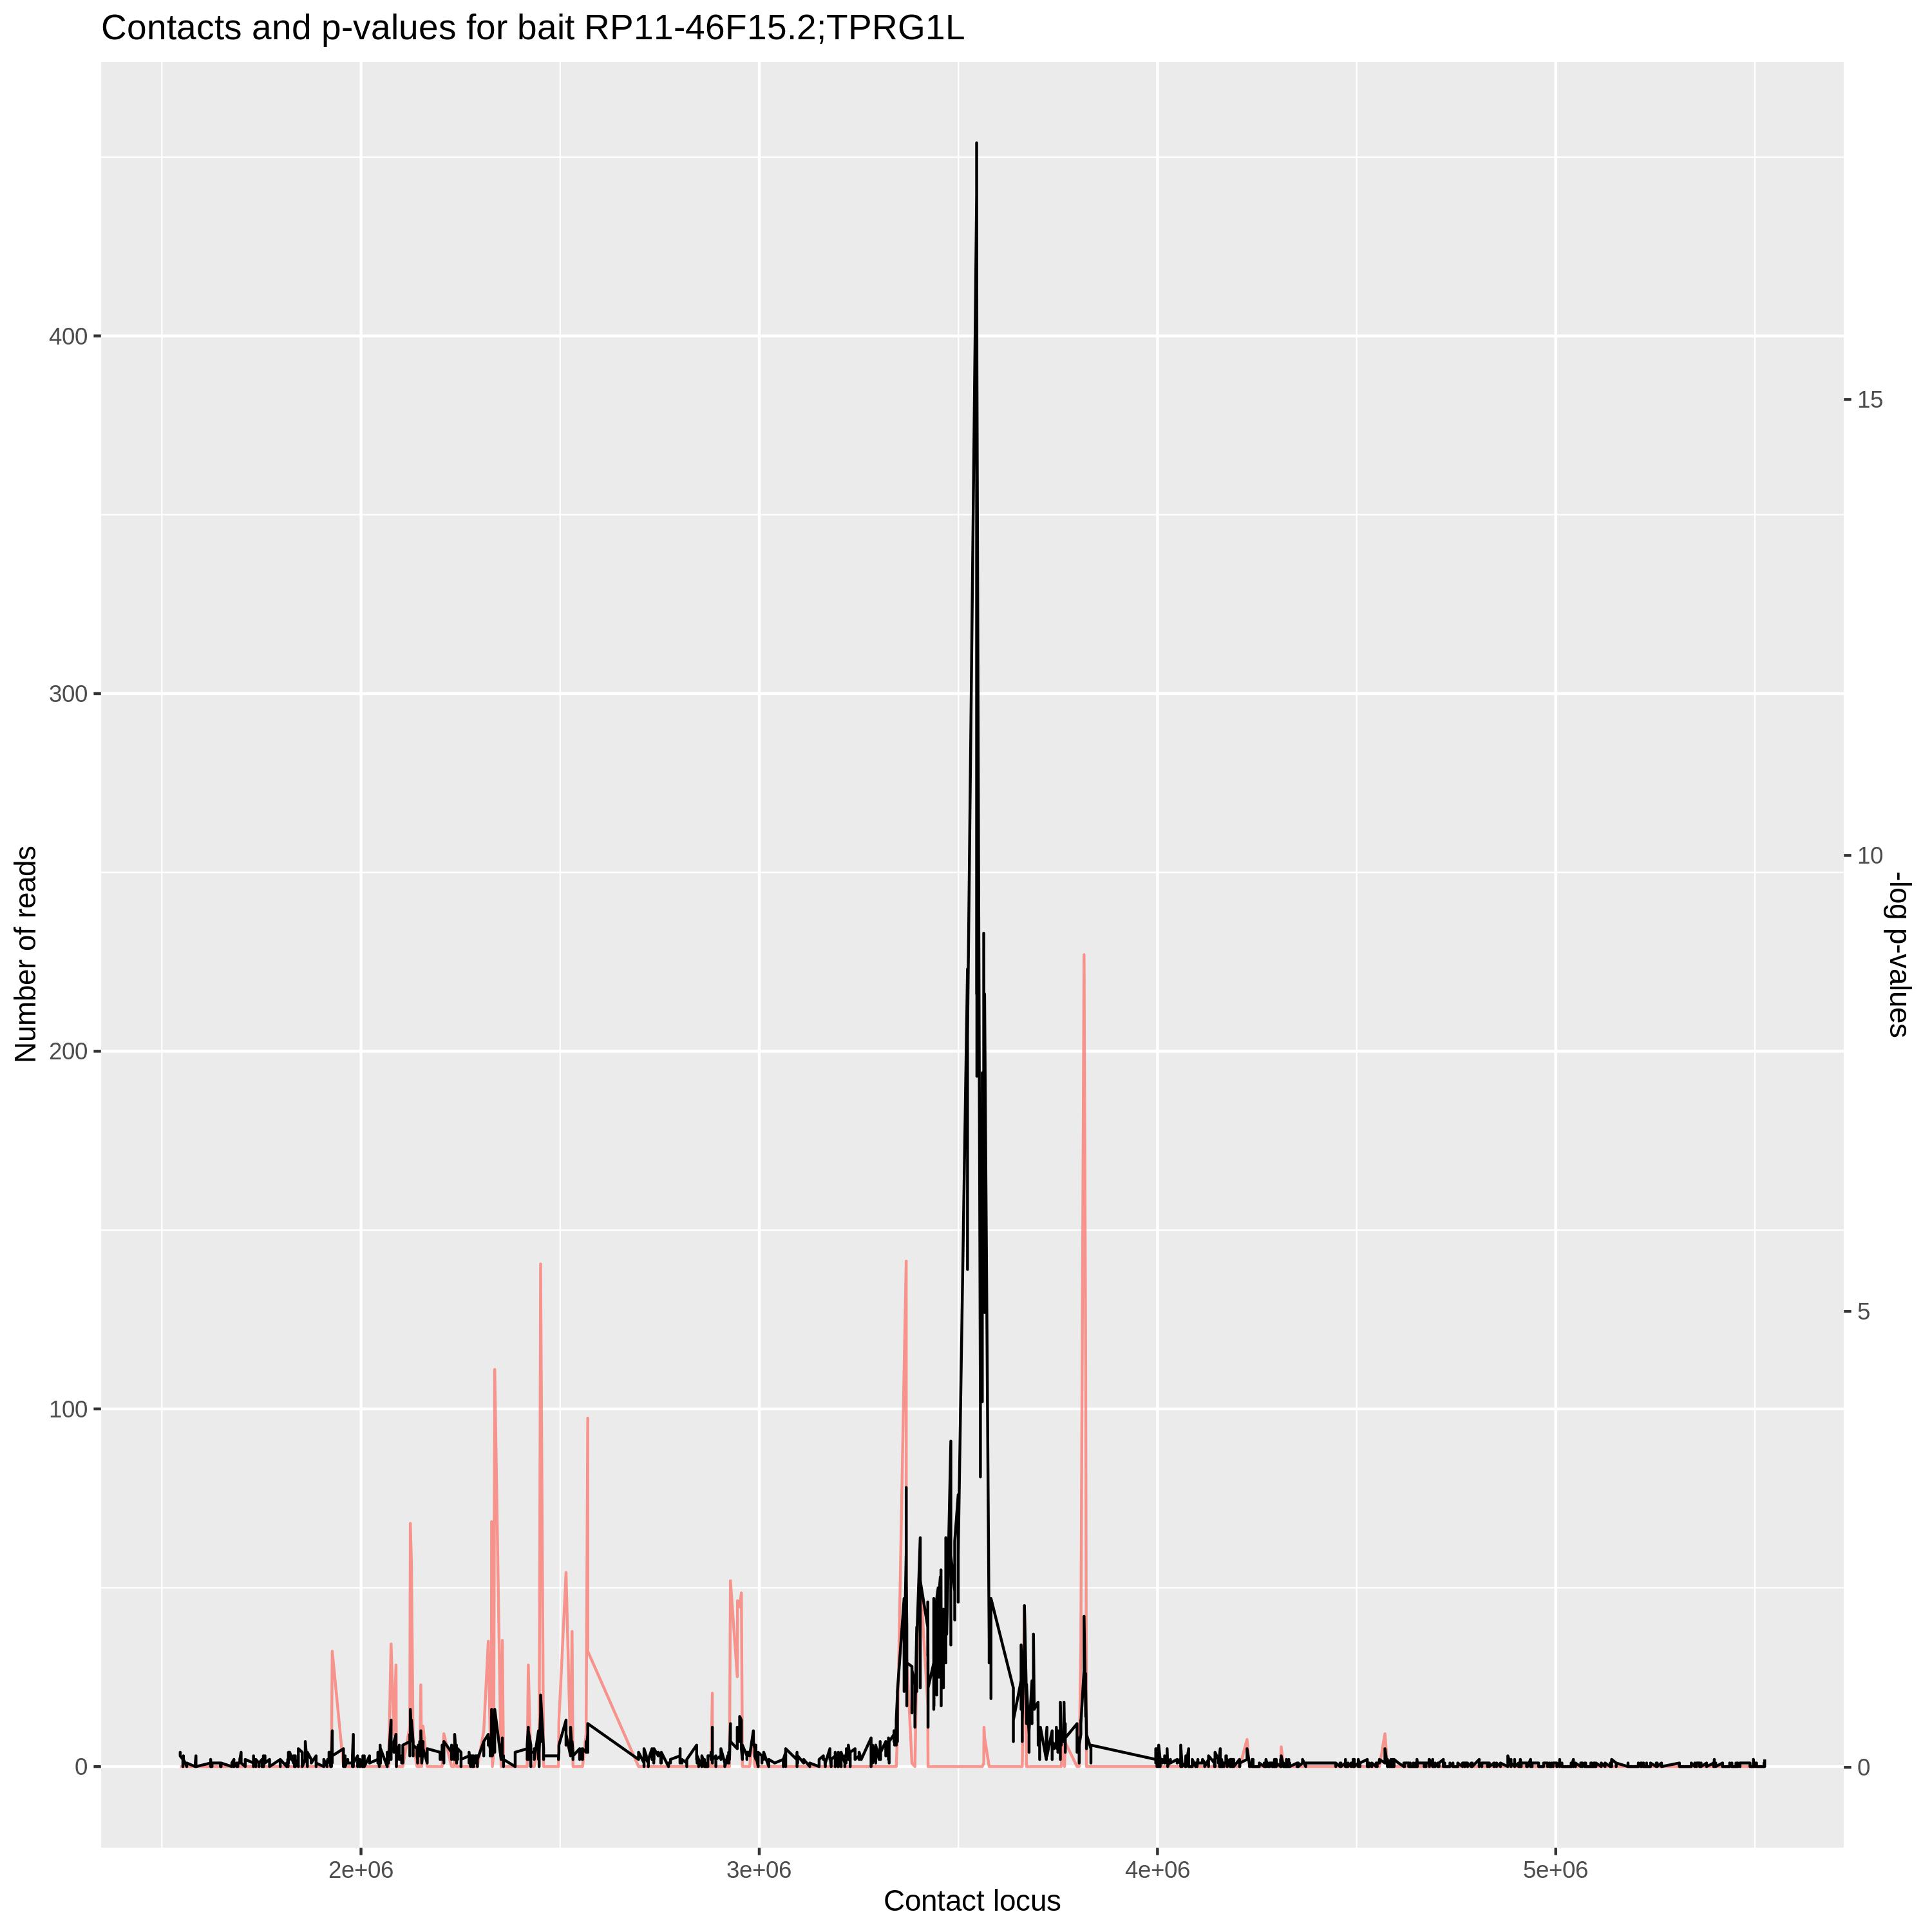 Contacts and p-values for bait RP11-46F15.2;TPRG1L
400
300
200
100
0
Number of reads
15
10
5
0
-log p-values
2e+06
3e+06
4e+06
5e+06
Contact locus